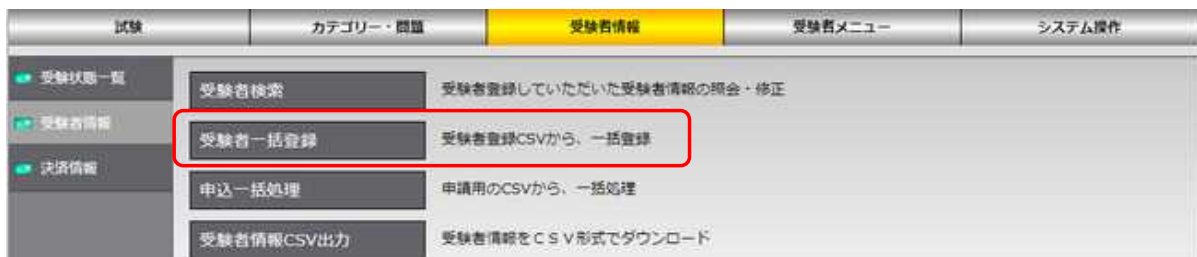 試験 カテゴリー・問題 受験者情報 受験者メニュー システム操作
受験状態一覧
受験者情報
決済情報
受験者検索 受験者登録していただいた受験者情報の照会・修正
受験者一括登録 受験者登録CSVから、一括登録
申込一括処理 申請用のCSVから、一括処理
受験者情報CSV出力 受験者情報をCSV形式でダウンロード